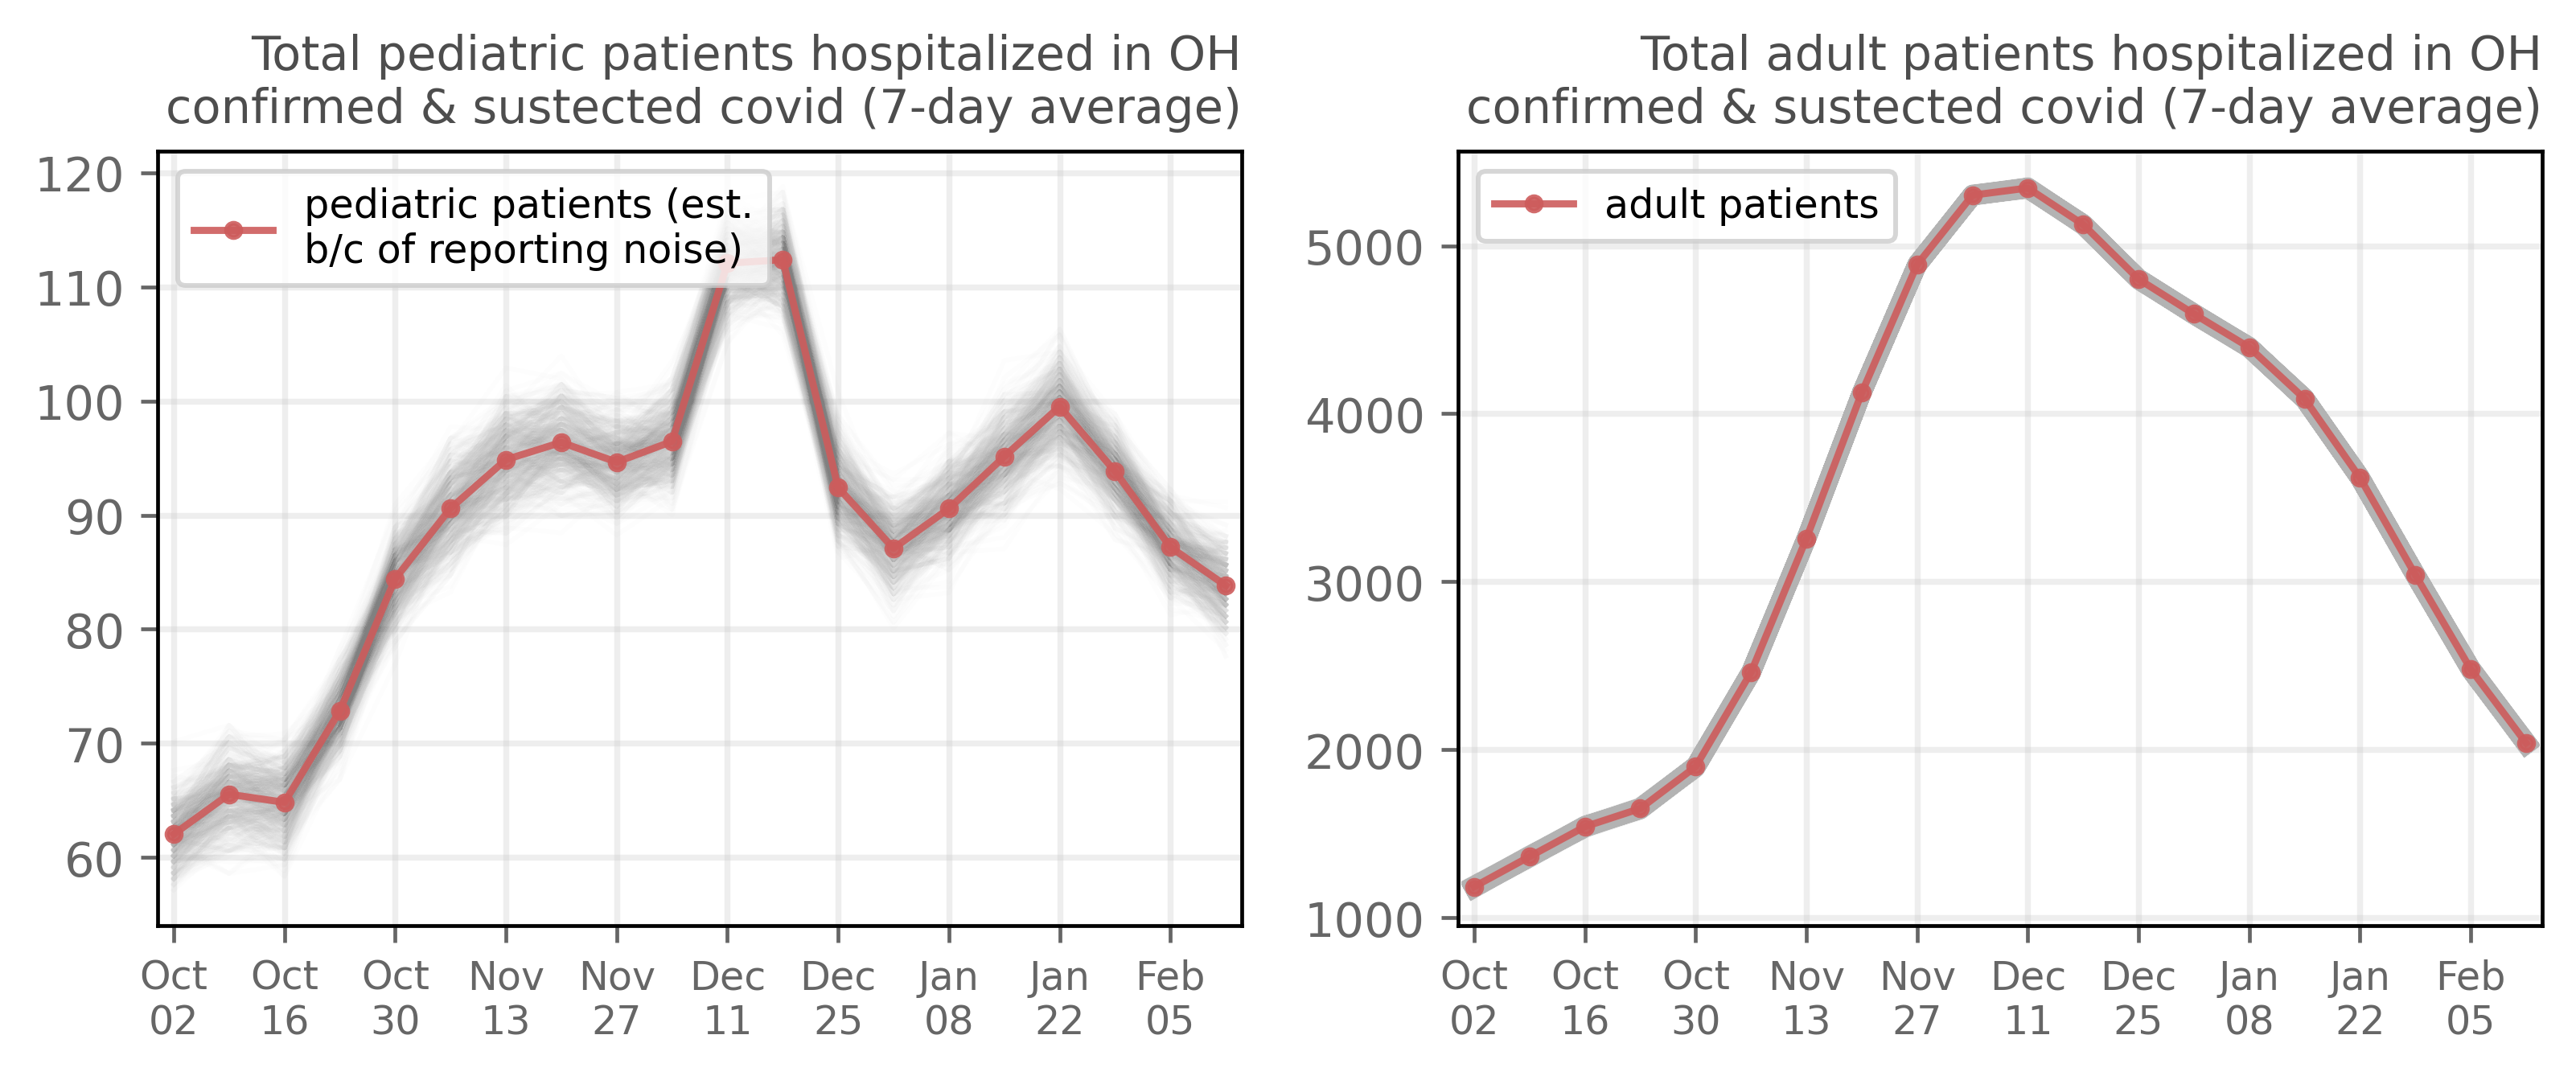 Total pediatric patients hospitalized in OH
confirmed & sustected covid (7-day average)
120
110
100
90
80
70
60
pediatric patients (est.
b/c of reporting noise)
Oct Oct Oct Nov Nov Dec Dec Jan Jan Feb
02 16 30 13 27 11 25 08 22 05
Total adult patients hospitalized in OH
confirmed & sustected covid (7-day average)
5000
4000
3000
2000
1000
adult patients
Oct Oct Oct Nov Nov Dec Dec Jan Jan Feb
02 16 30 13 27 11 25 08 22 05